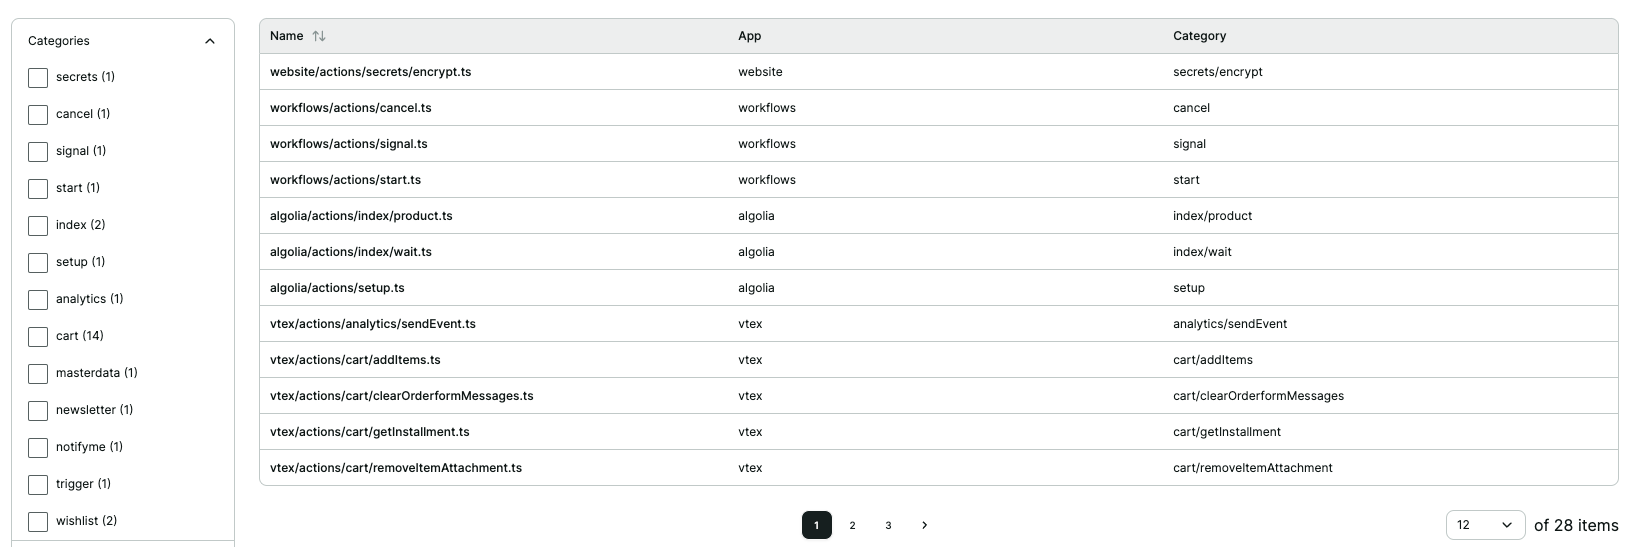 Categories
secrets (1)
cancel (1)
signal (1)
start (1)
index (2)
setup (1)
analytics (1)
cart (14)
masterdata (1)
newsletter (1)
notifyme (1)
trigger (1)
wishlist (2)
Name App Category
website/actions/secrets/encrypt.ts website secrets/encrypt
workflows/actions/cancel.ts workflows cancel
workflows/actions/signal.ts workflows signal
workflows/actions/start.ts workflows start
algolia/actions/index/product.ts algolia index/product
algolia/actions/index/wait.ts algolia index/wait
algolia/actions/setup.ts algolia setup
vtex/actions/analytics/sendEvent.ts vtex analytics/sendEvent
vtex/actions/cart/addItems.ts vtex cart/addItems
vtex/actions/cart/clearOrderformMessages.ts vtex cart/clearOrderformMessages
vtex/actions/cart/getInstallment.ts vtex cart/getInstallment
vtex/actions/cart/removeItemAttachment.ts vtex cart/removeItemAttachment
1 2 3
12 of 28 items